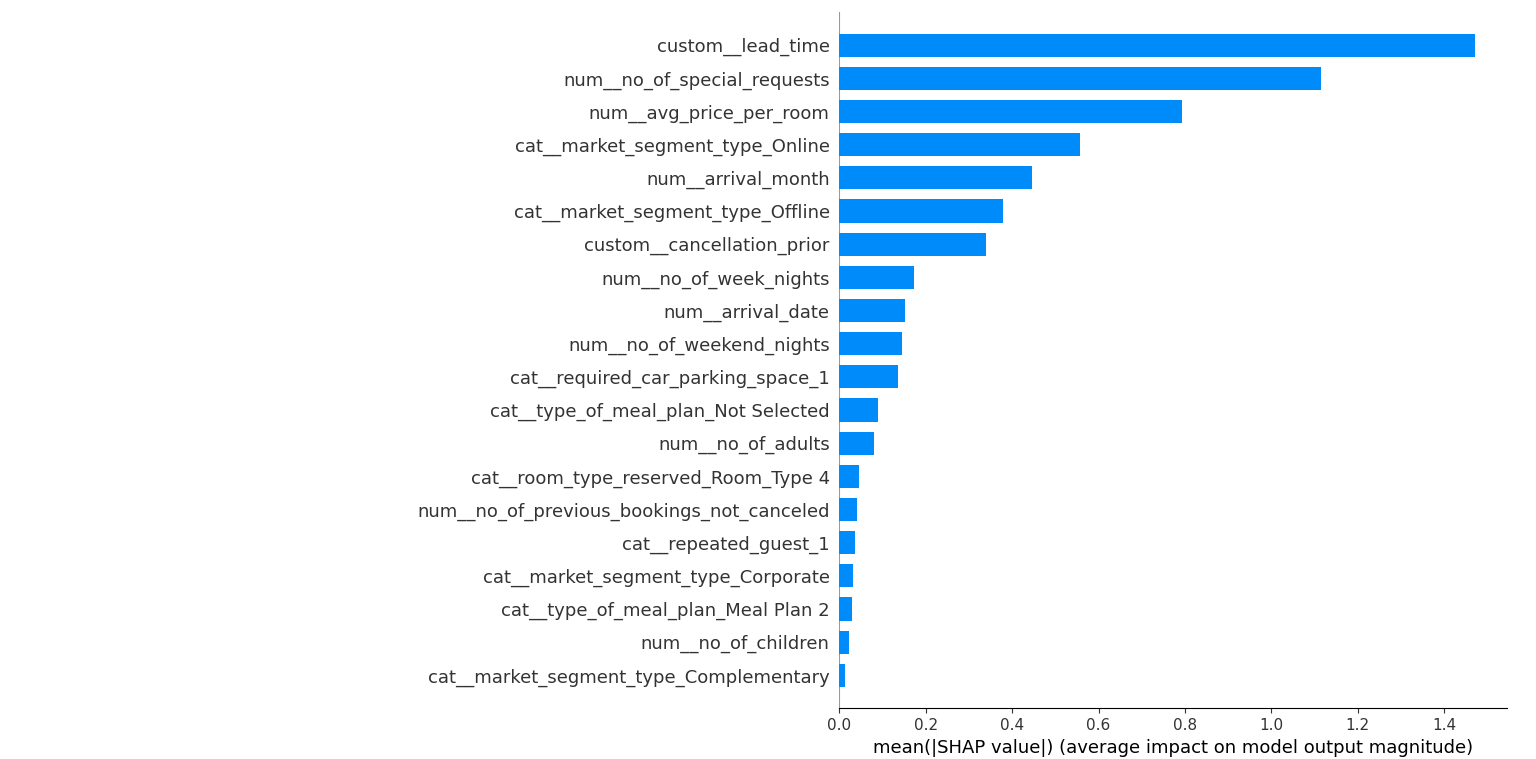 custom__lead_time
num__no_of_special_requests
num__avg_price_per_room
cat__market_segment_type_Online
num__arrival_month
cat__market_segment_type_Offline
custom__cancellation_prior
num__no_of_week_nights
num__arrival_date
num__no_of_weekend_nights
cat__required_car_parking_space_1
cat__type_of_meal_plan_Not Selected
num__no_of_adults
cat__room_type_reserved_Room_Type 4
num__no_of_previous_bookings_not_canceled
cat__repeated_guest_1
cat__market_segment_type_Corporate
cat__type_of_meal_plan_Meal Plan 2
num__no_of_children
cat__market_segment_type_Complementary
0.0 0.2 0.4 0.6 0.8 1.0 1.2 1.4
mean(|SHAP value|) (average impact on model output magnitude)